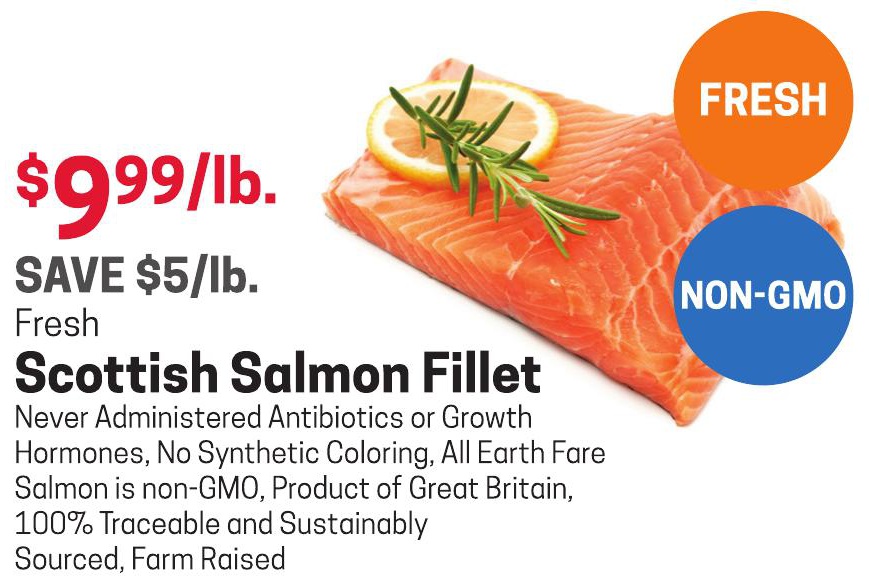 $9.99/lb.
SAVE $5/lb.
Fresh
Scottish Salmon Fillet
Never Administered Antibiotics or Growth
Hormones, No Synthetic Coloring, All Earth Fare
Salmon is non-GMO, Product of Great Britain,
100% Traceable and Sustainably
Sourced, Farm Raised
FRESH
NON-GMO